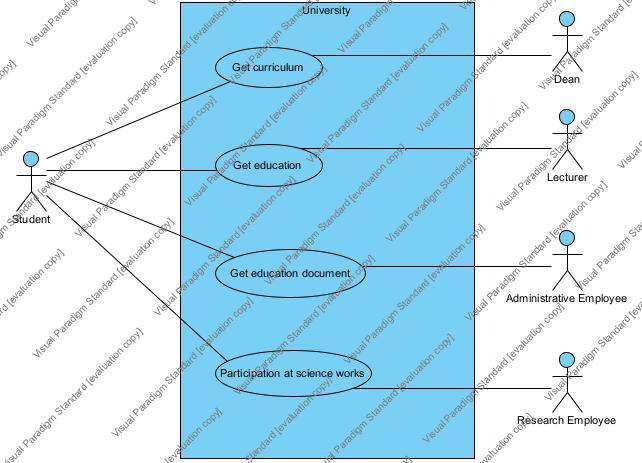 University
Get curriculum
Dean
Get education
Lecturer
Student
Get education document
Administrative Employee
Participation at science works
Research Employee
Visual Paradigm Standard [evaluation copy]